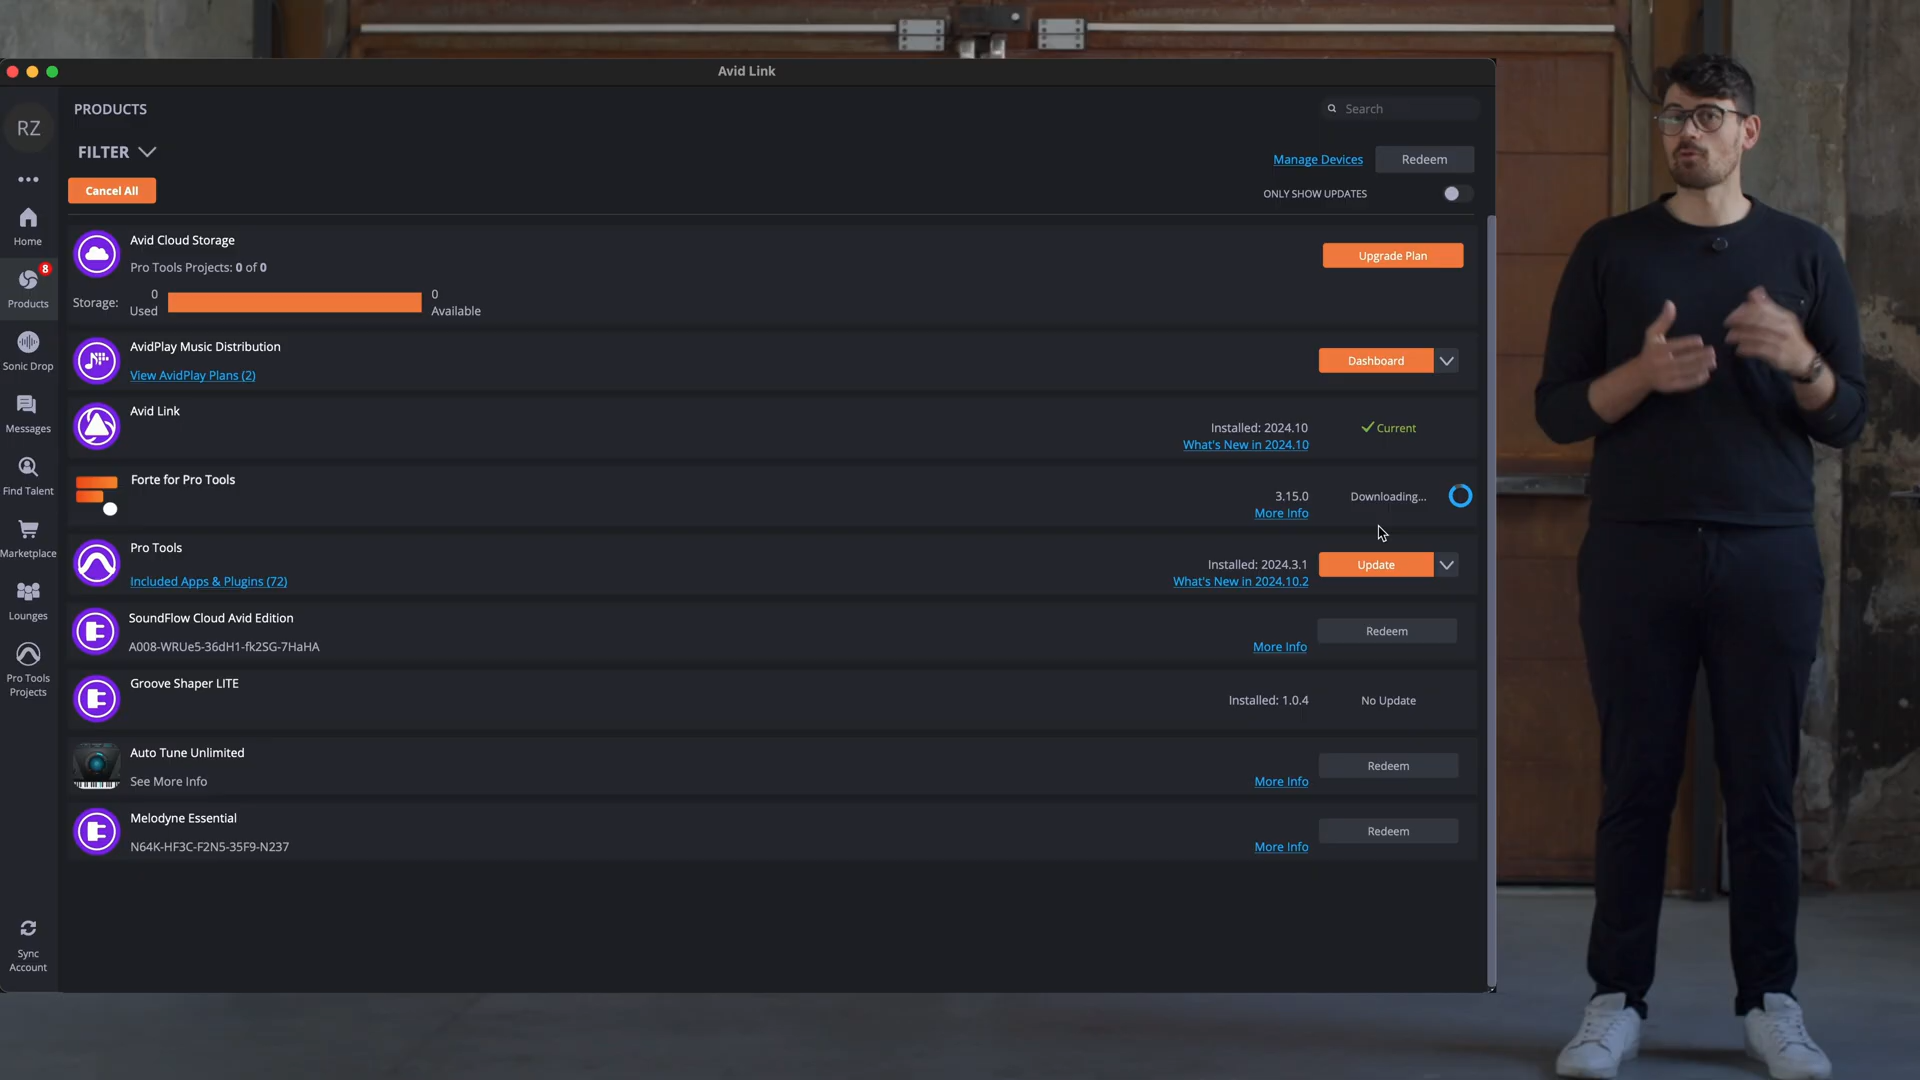 Avid Link
RZ
PRODUCTS
Search
FILTER
Manage Devices
Redeem
Cancel All
ONLY SHOW UPDATES
Home
8
Products
Sonic Drop
Messages
Find Talent
Marketplace
Lounges
Pro Tools
Projects
Sync
Account
Avid Cloud Storage
Pro Tools Projects: 0 of 0
Upgrade Plan
Storage:
0
Used
0
Available
AvidPlay Music Distribution
View AvidPlay Plans (2)
Dashboard
Avid Link
Installed: 2024.10
What's New in 2024.10
Current
Forte for Pro Tools
3.15.0
More Info
Downloading...
Pro Tools
Included Apps & Plugins (72)
Installed: 2024.3.1
What's New in 2024.10.2
Update
SoundFlow Cloud Avid Edition
A008-WRUe5-36dH1-fk2SG-7HaHA
More Info
Redeem
Groove Shaper LITE
Installed: 1.0.4
No Update
Auto Tune Unlimited
See More Info
More Info
Redeem
Melodyne Essential
N64K-HF3C-F2N5-35F9-N237
More Info
Redeem